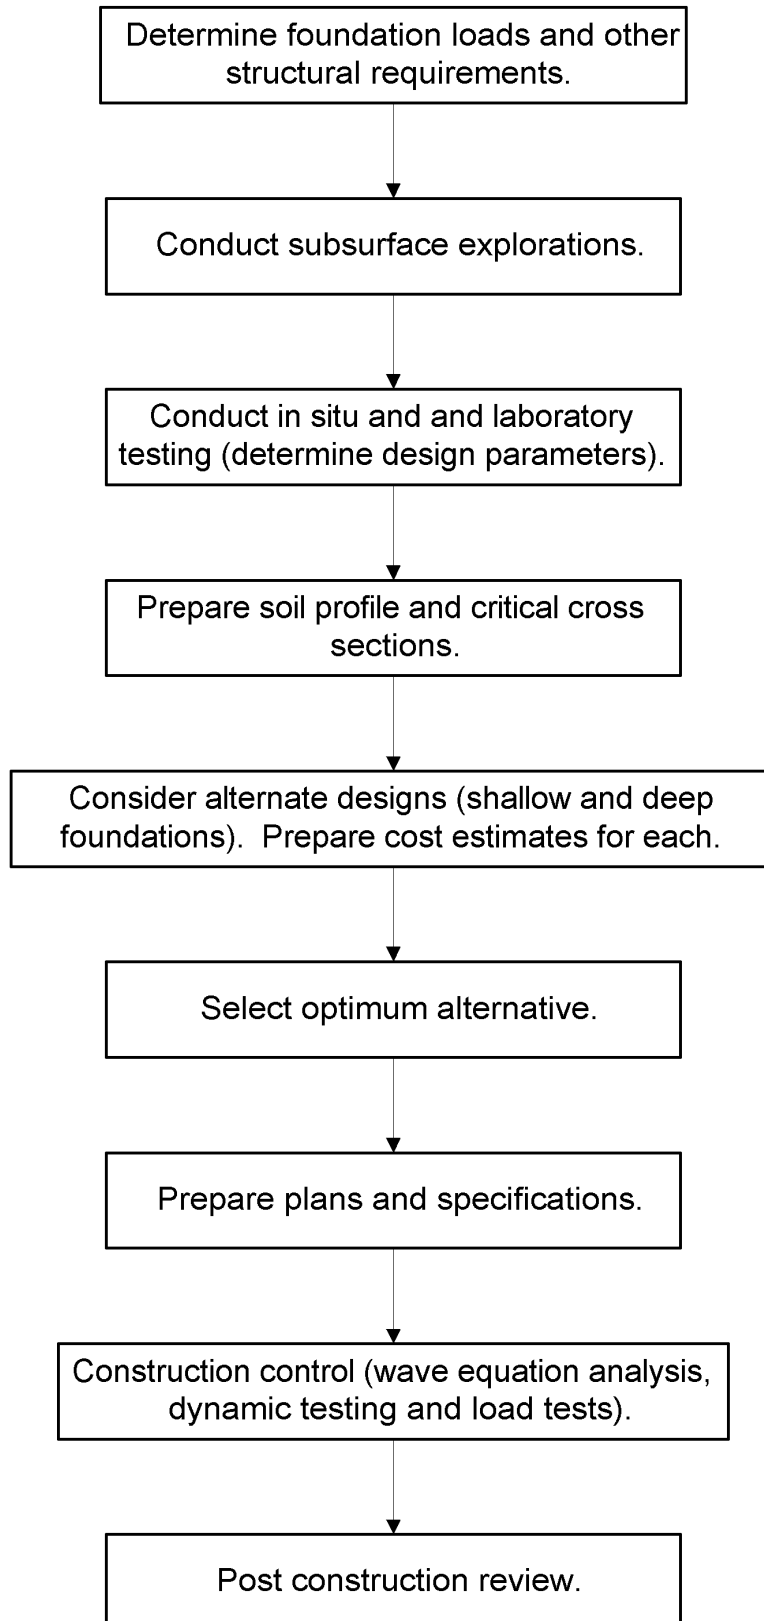 Determine foundation loads and other
structural requirements.
Conduct subsurface explorations.
Conduct in situ and and laboratory
testing (determine design parameters).
Prepare soil profile and critical cross
sections.
Consider alternate designs (shallow and deep
foundations).  Prepare cost estimates for each.
Select optimum alternative.
Prepare plans and specifications.
Construction control (wave equation analysis,
dynamic testing and load tests).
Post construction review.